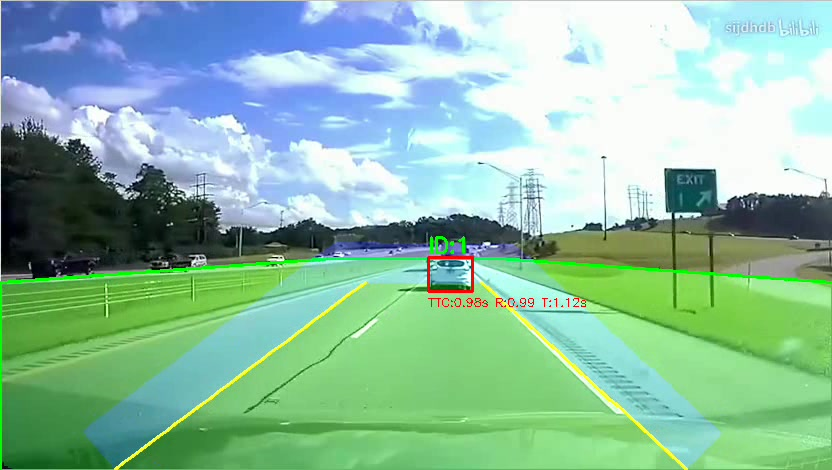 sijdhdb bilibili
EXIT
1
ID:1
TTC:0.98s R:0.99 T:1.12s